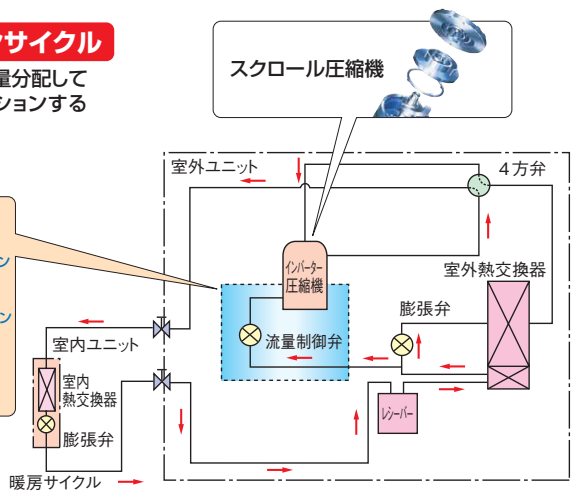 サイクル
量分配して
ションする
スクロール圧縮機
室外ユニット
4方弁
インバーター
圧縮機
室外熱交換器
膨張弁
流量制御弁
ン
ン
室内ユニット
室内
熱交換器
膨張弁
レシーバー
暖房サイクル